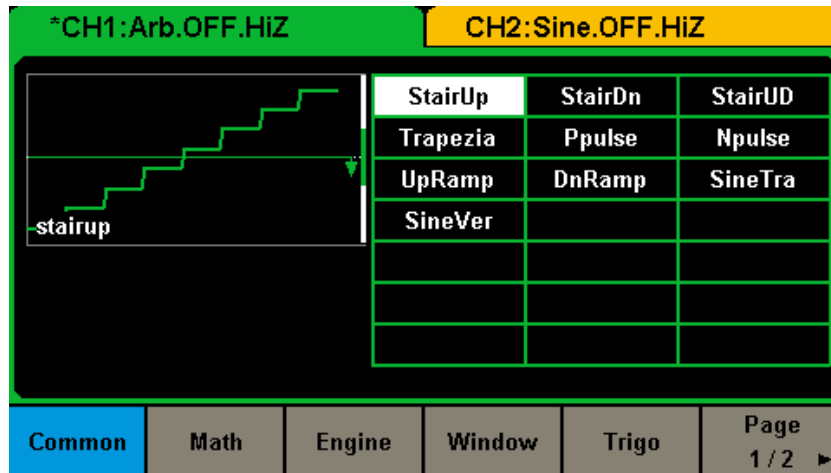 *CH1:Arb.OFF.HiZ CH2:Sine.OFF.HiZ
StairUp StairDn StairUD
Trapezia Ppulse Npulse
UpRamp DnRamp SineTra
SineVer
stairup
Common Math Engine Window Trigo Page
1/2